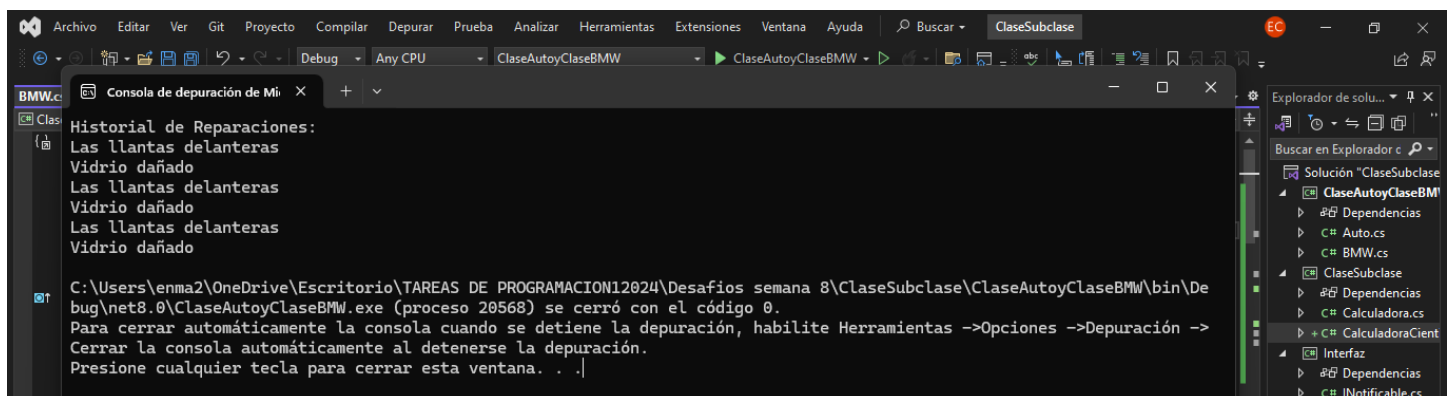 Archivo Editar Ver Git Proyecto Compilar Depurar Prueba Analizar Herramientas Extensiones Ventana Ayuda Buscar ClaseSubclase EC
Debug Any CPU ClaseAutoyClaseBMW ClaseAutoyClaseBMW
BMW.c
Consola de depuración de Mi
Explorador de solu...
Clas
Buscar en Explorador c
Historial de Reparaciones:
Las llantas delanteras
Vidrio dañado
Las llantas delanteras
Vidrio dañado
Las llantas delanteras
Vidrio dañado
C:\Users\enma2\OneDrive\Escritorio\TAREAS DE PROGRAMACION12024\Desafios semana 8\ClaseSubclase\ClaseAutoyClaseBMW\bin\De
bug\net8.0\ClaseAutoyClaseBMW.exe (proceso 20568) se cerró con el código 0.
Para cerrar automáticamente la consola cuando se detiene la depuración, habilite Herramientas ->Opciones ->Depuración ->
Cerrar la consola automáticamente al detenerse la depuración.
Presione cualquier tecla para cerrar esta ventana. . .
Solución "ClaseSubclase
ClaseAutoyClaseBM
Dependencias
C# Auto.cs
C# BMW.cs
C# ClaseSubclase
Dependencias
C# Calculadora.cs
+ C# CalculadoraCient
C# Interfaz
Dependencias
C# INotificable.cs